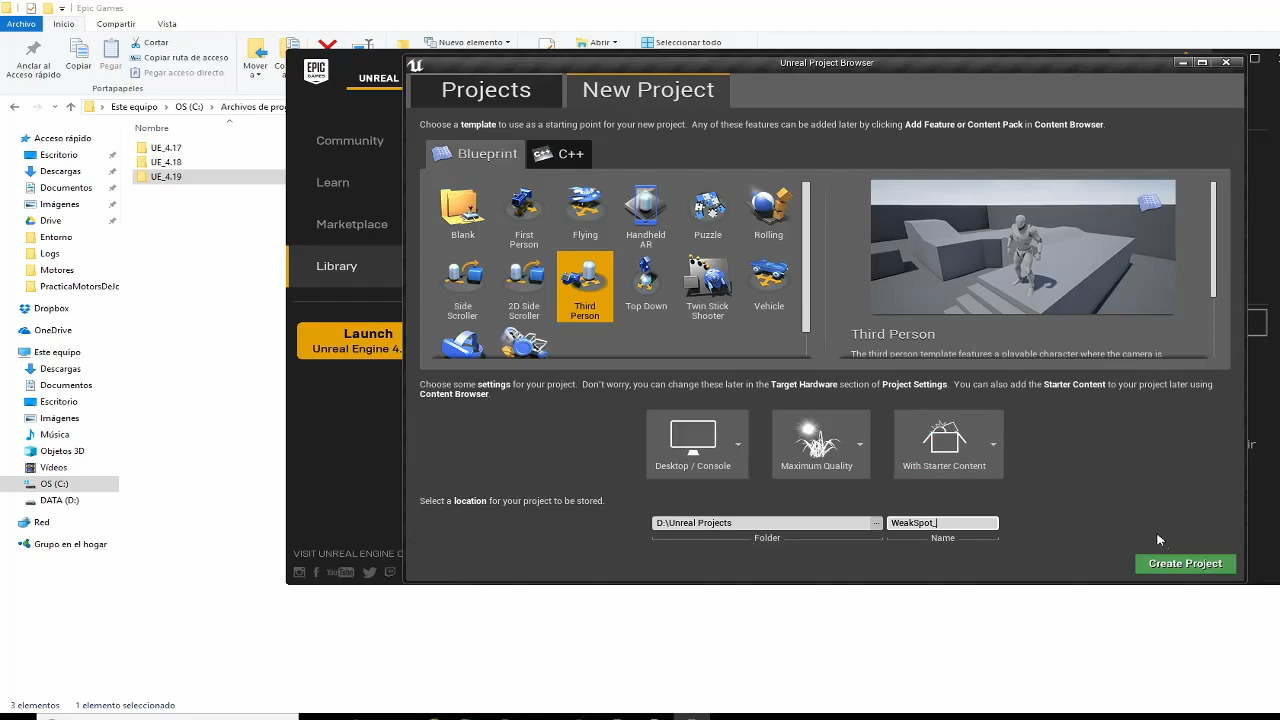 Epic Games
Archivo
Inicio
Compartir
Vista
Anclar al
Acceso rápido
Copiar
Pegar
Cortar
Copiar ruta de acceso
Pegar acceso directo
Portapapeles
Mover
a
Nuevo elemento
Abrir
Seleccionar todo
Este equipo
OS (C:)
Nombre
UE_4.17
UE_4.18
UE_4.19
Acceso rápido
Escritorio
Descargas
Documentos
Imágenes
Drive
Entorno
Logs
Motores
Dropbox
OneDrive
Este equipo
Descargas
Documentos
Escritorio
Imágenes
Música
Objetos 3D
Vídeos
OS (C:)
DATA (D:)
Red
Grupo en el hogar
3 elementos
1 elemento seleccionado
EPIC
GAMES
UNREAL
Community
Learn
Marketplace
Library
Launch
Unreal Engine 4.
VISIT UNREAL ENGINE
Unreal Project Browser
Projects
New Project
Choose a template to use as a starting point for your new project. Any of these features can be added later by clicking Add Feature or Content Pack in Content Browser.
Blueprint
C++
Blank
First
Person
Flying
Handheld
AR
Puzzle
Rolling
Side
Scroller
2D Side
Scroller
Third
Person
Top Down
Twin Stick
Shooter
Vehicle
Third Person
The third person template features a playable character where the camera is
Choose some settings for your project. Don't worry, you can change these later in the Target Hardware section of Project Settings. You can also add the Starter Content to your project later using
Content Browser.
Desktop / Console
Maximum Quality
With Starter Content
Select a location for your project to be stored.
D:\Unreal Projects
WeakSpot_
Folder
Name
Create Project